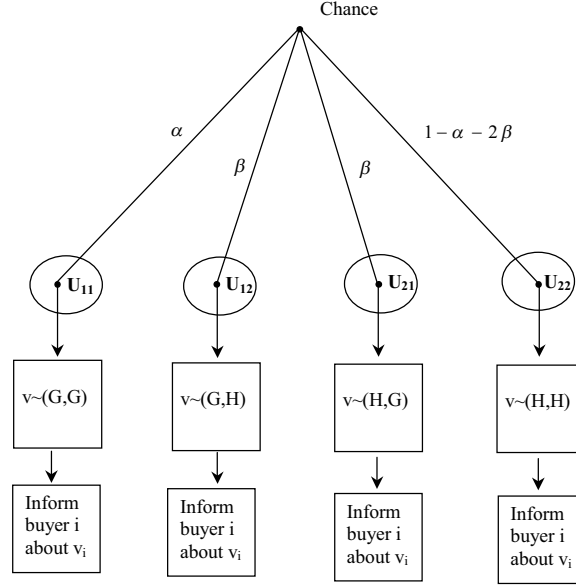 Chance
α
β
β
1 – α – 2 β
U11
U12
U21
U22
v~(G,G)
v~(G,H)
v~(H,G)
v~(H,H)
Inform
buyer i
about vi
Inform
buyer i
about vi
Inform
buyer i
about vi
Inform
buyer i
about vi